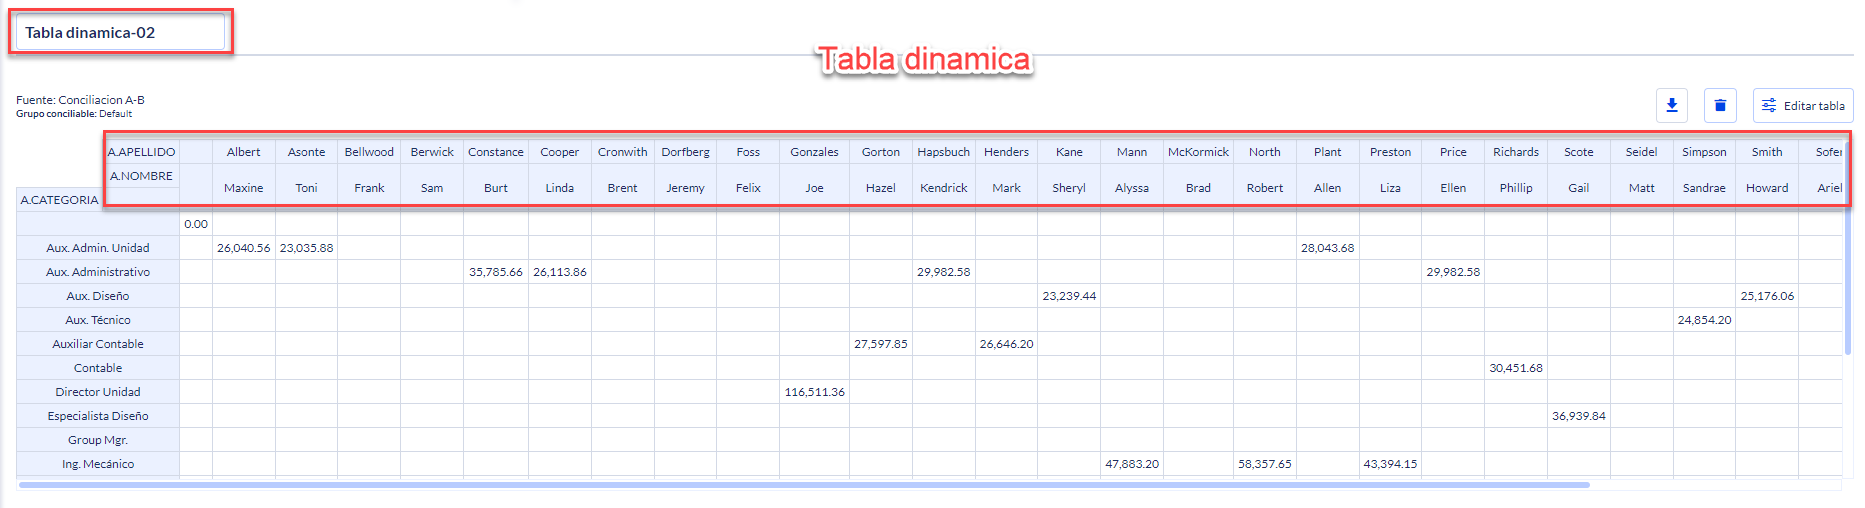 Tabla dinamica-02
Tabla dinamica
Fuente: Conciliacion A-B
Grupo conciliable: Default
Editar tabla
A.APELLIDO Albert Asonte Bellwood Berwick Constance Cooper Cronwith Dorfberg Foss Gonzales Gorton Hapsbuch Henders Kane Mann McKormick North Plant Preston Price Richards Scote Seidel Simpson Smith Sofer
A.NOMBRE Maxine Toni Frank Sam Burt Linda Brent Jeremy Felix Joe Hazel Kendrick Mark Sheryl Alyssa Brad Robert Allen Liza Ellen Phillip Gail Matt Sandrae Howard Ariel
A.CATEGORIA
0.00
Aux. Admin. Unidad 26,040.56 23,035.88 28,043.68
Aux. Administrativo 35,785.66 26,113.86 29,982.58 29,982.58
Aux. Diseño 23,239.44 25,176.06
Aux. Técnico 24,854.20
Auxiliar Contable 27,597.85 26,646.20
Contable 30,451.68
Director Unidad 116,511.36
Especialista Diseño 36,939.84
Group Mgr.
Ing. Mecánico 47,883.20 58,357.65 43,394.15